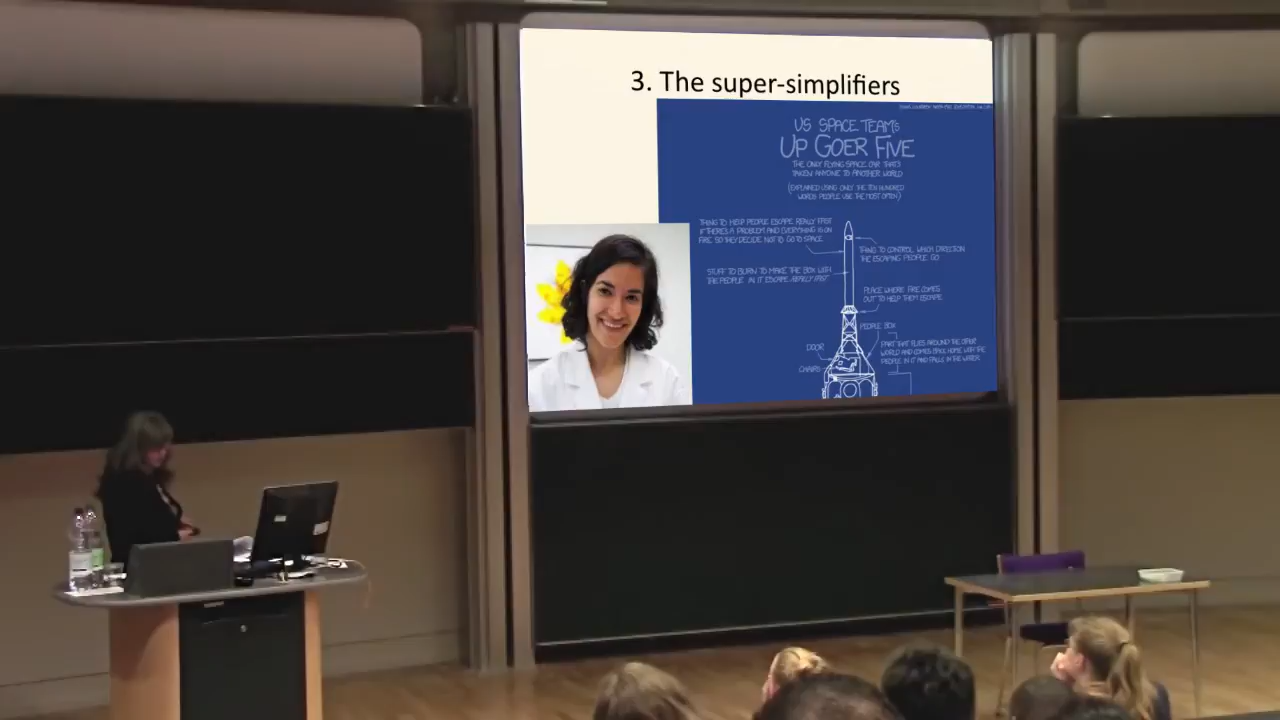 3. The super-simplifiers
US SPACE TEAM'S
UP GOER FIVE
THE ONLY FLYING SPACE CAR THAT'S
TAKEN ANYONE TO ANOTHER WORLD
(EXPLAINED USING ONLY THE TEN HUNDRED
WORDS PEOPLE USE THE MOST OFTEN)
THING TO HELP PEOPLE ESCAPE REALLY FAST
IF THERE'S A PROBLEM AND EVERYTHING IS ON
FIRE SO THEY DECIDE NOT TO GO TO SPACE
THING TO CONTROL WHICH DIRECTION
THE ESCAPING PEOPLE GO
STUFF TO BURN TO MAKE THE BOX WITH
THE PEOPLE IN IT ESCAPE REALLY FAST
PLACE WHERE FIRE COMES
OUT TO HELP THEM ESCAPE
PEOPLE BOX
DOOR
PART THAT FLIES AROUND THE OTHER
WORLD AND COMES BACK HOME WITH THE
PEOPLE IN IT AND FALLS IN THE WATER
CHAIRS